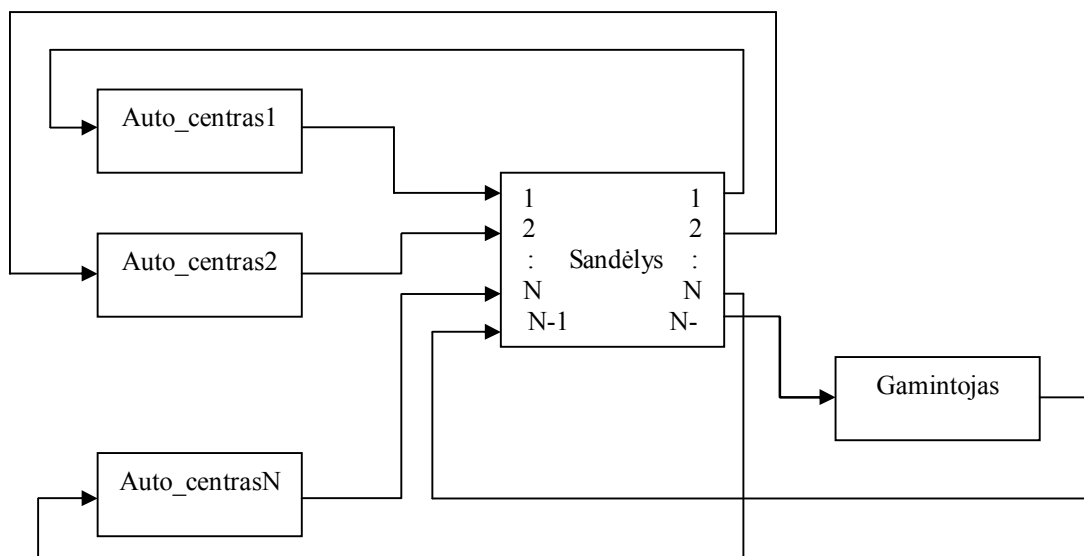 Auto_centras1
Auto_centras2
Auto_centrasN
1 1
2 2
: Sandėlys :
N N
N-1 N-
Gamintojas